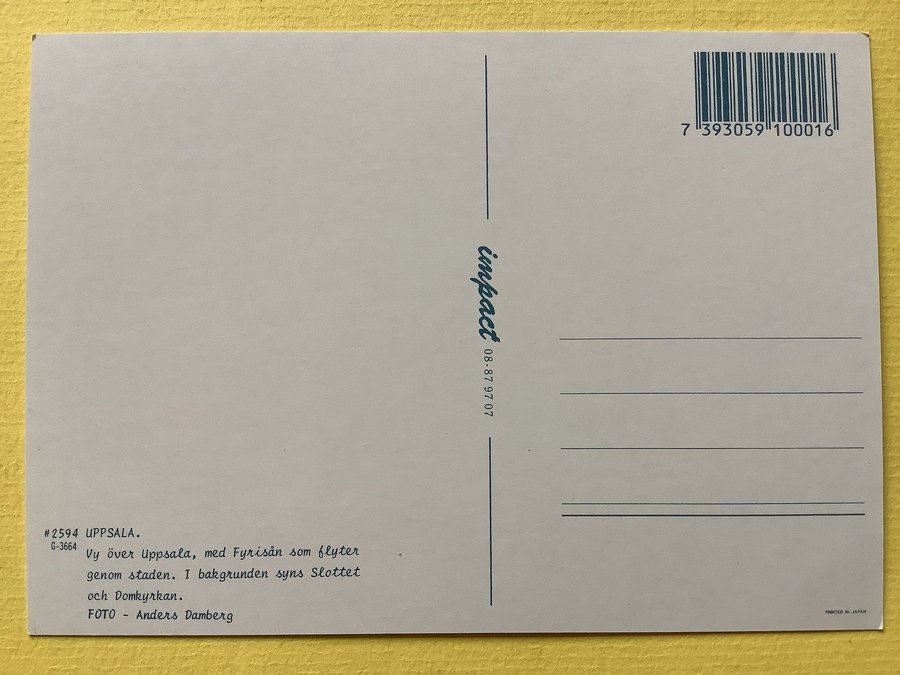 7 393059 100016
impact
08-87 97 07
#2594 UPPSALA.
G-3664
Vy över Uppsala, med Fyrisån som flyter
genom staden. I bakgrunden syns Slottet
och Domkyrkan.
FOTO - Anders Damberg
PRINTED IN JAPAN